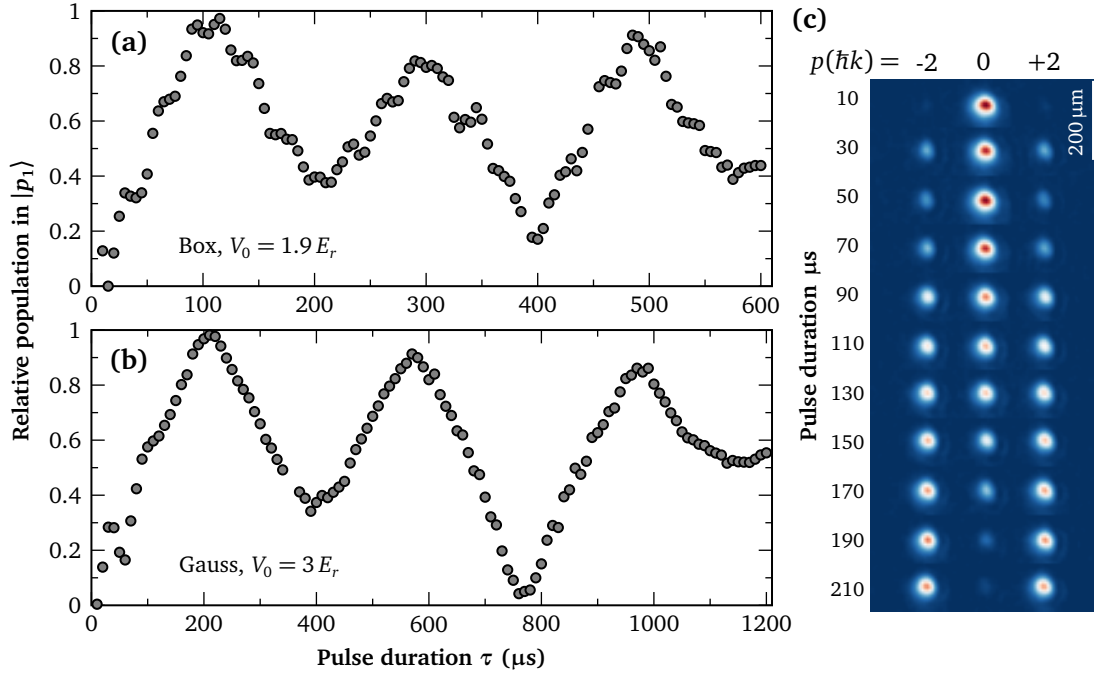 (a)
1
0.8
0.6
0.4
0.2
0
Box, V₀ = 1.9 Eᵣ
0 100 200 300 400 500 600
Relative population in |p₁⟩
(b)
1
0.8
0.6
0.4
0.2
0
Gauss, V₀ = 3 Eᵣ
0 200 400 600 800 1000 1200
Pulse duration τ (μs)
(c)
p(ħk) = -2 0 +2
200 μm
Pulse duration μs
10
30
50
70
90
110
130
150
170
190
210